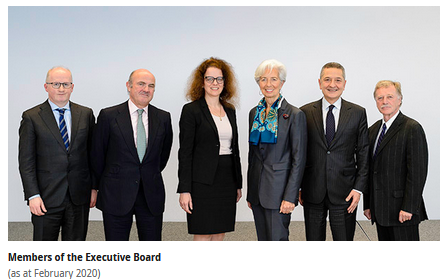 Members of the Executive Board
(as at February 2020)